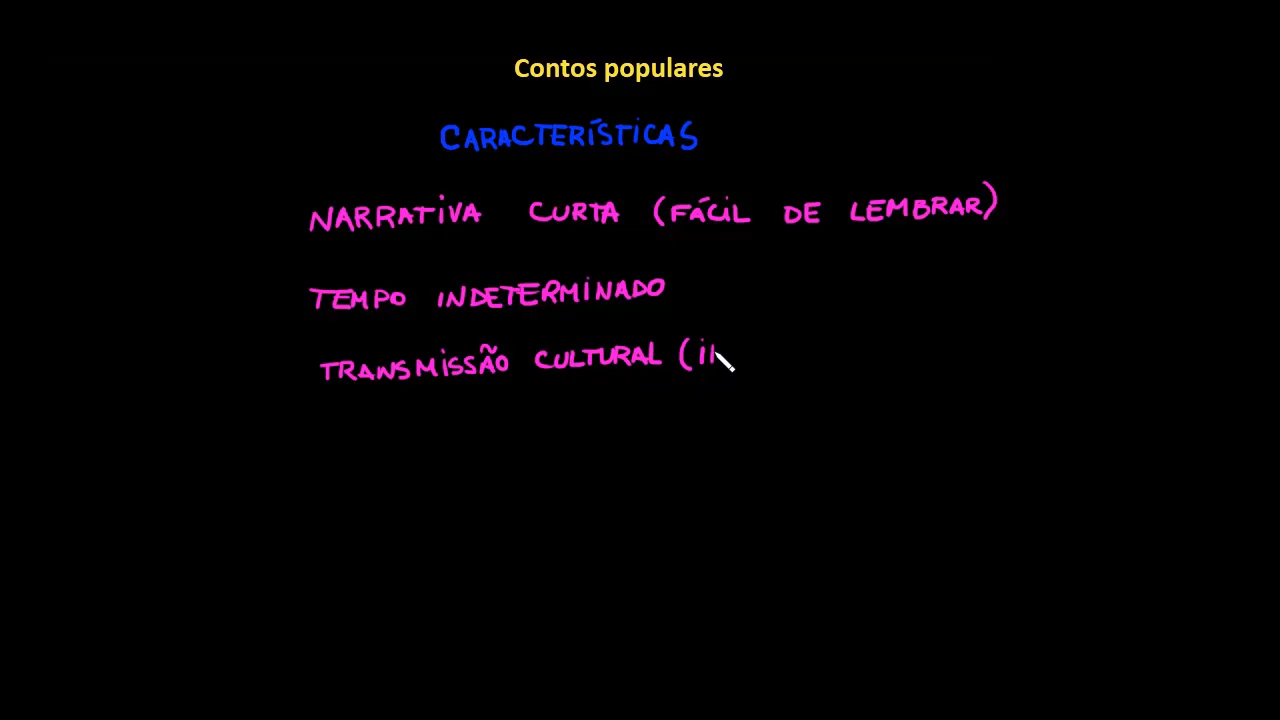 Contos populares
CARACTERÍSTICAS
NARRATIVA CURTA (FÁCIL DE LEMBRAR)
TEMPO INDETERMINADO
TRANSMISSÃO CULTURAL (